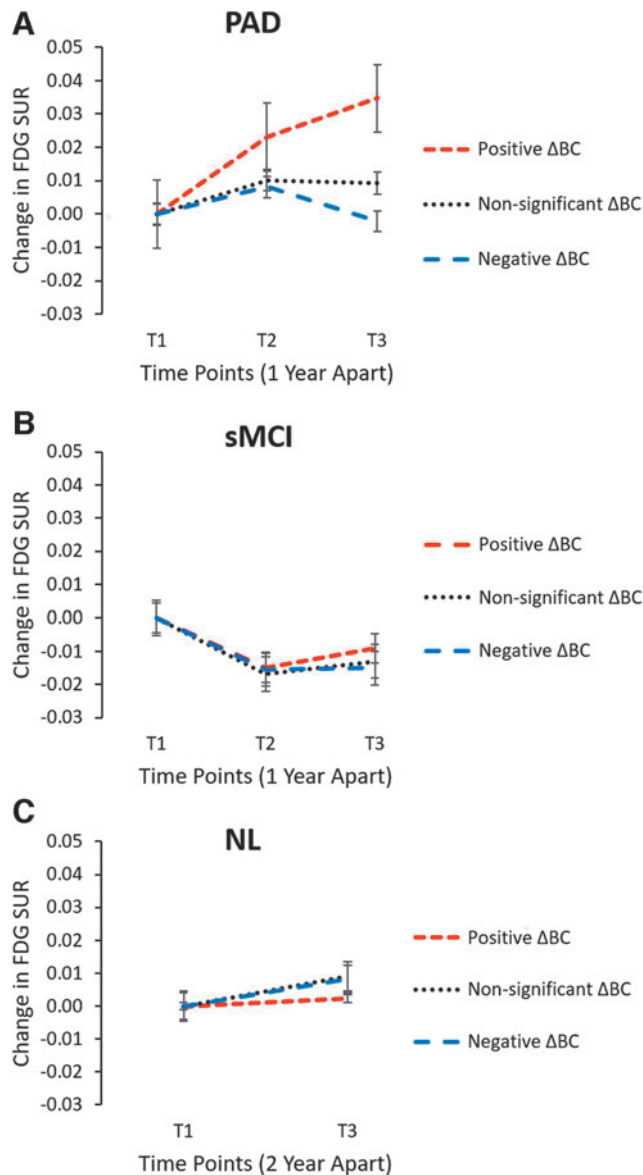 A
PAD
Change in FDG SUR
0.05
0.04
0.03
0.02
0.01
0.00
-0.01
-0.02
-0.03
T1
T2
T3
Time Points (1 Year Apart)
Positive ΔBC
Non-significant ΔBC
Negative ΔBC
B
sMCI
Change in FDG SUR
0.05
0.04
0.03
0.02
0.01
0.00
-0.01
-0.02
-0.03
T1
T2
T3
Time Points (1 Year Apart)
Positive ΔBC
Non-significant ΔBC
Negative ΔBC
C
NL
Change in FDG SUR
0.05
0.04
0.03
0.02
0.01
0.00
-0.01
-0.02
-0.03
T1
T3
Time Points (2 Year Apart)
Positive ΔBC
Non-significant ΔBC
Negative ΔBC